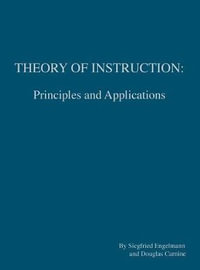 THEORY OF INSTRUCTION:
Principles and Applications
By Siegfried Engelmann
and Douglas Carnine